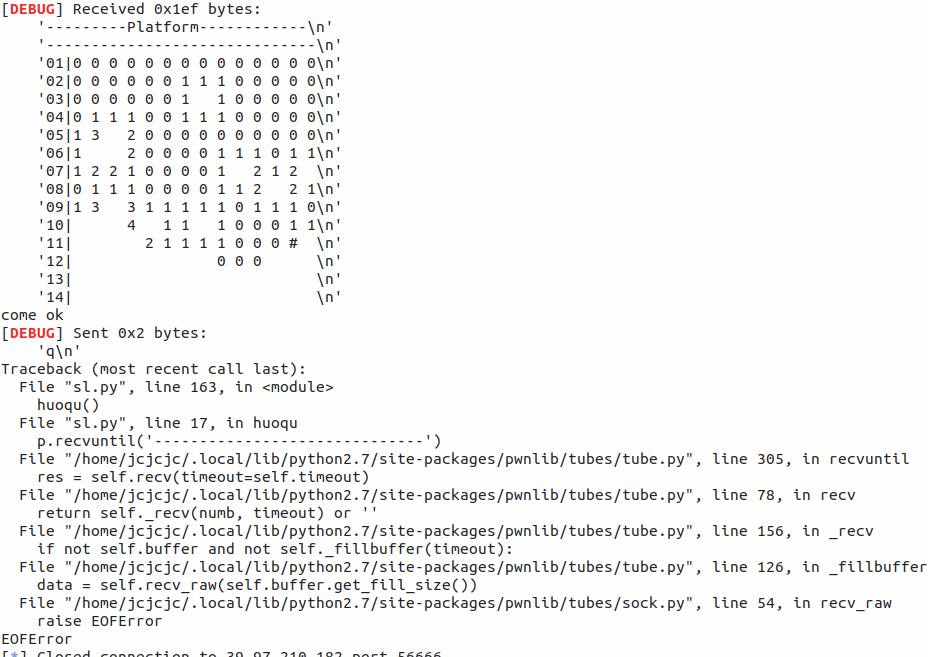 [DEBUG] Received 0x1ef bytes:
    '---------Platform------------\n'
    '------------------------------\n'
    '01|0 0 0 0 0 0 0 0 0 0 0 0 0 0\n'
    '02|0 0 0 0 0 0 1 1 1 0 0 0 0 0\n'
    '03|0 0 0 0 0 0 1   1 0 0 0 0 0\n'
    '04|0 1 1 1 0 0 1 1 1 0 0 0 0 0\n'
    '05|1 3   2 0 0 0 0 0 0 0 0 0 0\n'
    '06|1     2 0 0 0 0 1 1 1 0 1 1\n'
    '07|1 2 2 1 0 0 0 0 1   2 1 2  \n'
    '08|0 1 1 1 0 0 0 0 1 1 2   2 1\n'
    '09|1 3   3 1 1 1 1 1 0 1 1 1 0\n'
    '10|      4   1 1   1 0 0 0 1 1\n'
    '11|        2 1 1 1 1 0 0 0 #  \n'
    '12|                0 0 0      \n'
    '13|                           \n'
    '14|                           \n'
come ok
[DEBUG] Sent 0x2 bytes:
    'q\n'
Traceback (most recent call last):
  File "sl.py", line 163, in <module>
    huoqu()
  File "sl.py", line 17, in huoqu
    p.recvuntil('------------------------------')
  File "/home/jcjcjc/.local/lib/python2.7/site-packages/pwnlib/tubes/tube.py", line 305, in recvuntil
    res = self.recv(timeout=self.timeout)
  File "/home/jcjcjc/.local/lib/python2.7/site-packages/pwnlib/tubes/tube.py", line 78, in recv
    return self._recv(numb, timeout) or ''
  File "/home/jcjcjc/.local/lib/python2.7/site-packages/pwnlib/tubes/tube.py", line 156, in _recv
    if not self.buffer and not self._fillbuffer(timeout):
  File "/home/jcjcjc/.local/lib/python2.7/site-packages/pwnlib/tubes/tube.py", line 126, in _fillbuffer
    data = self.recv_raw(self.buffer.get_fill_size())
  File "/home/jcjcjc/.local/lib/python2.7/site-packages/pwnlib/tubes/sock.py", line 54, in recv_raw
    raise EOFError
EOFError
[*] Closed connection to 39.97.210.182 port 56666